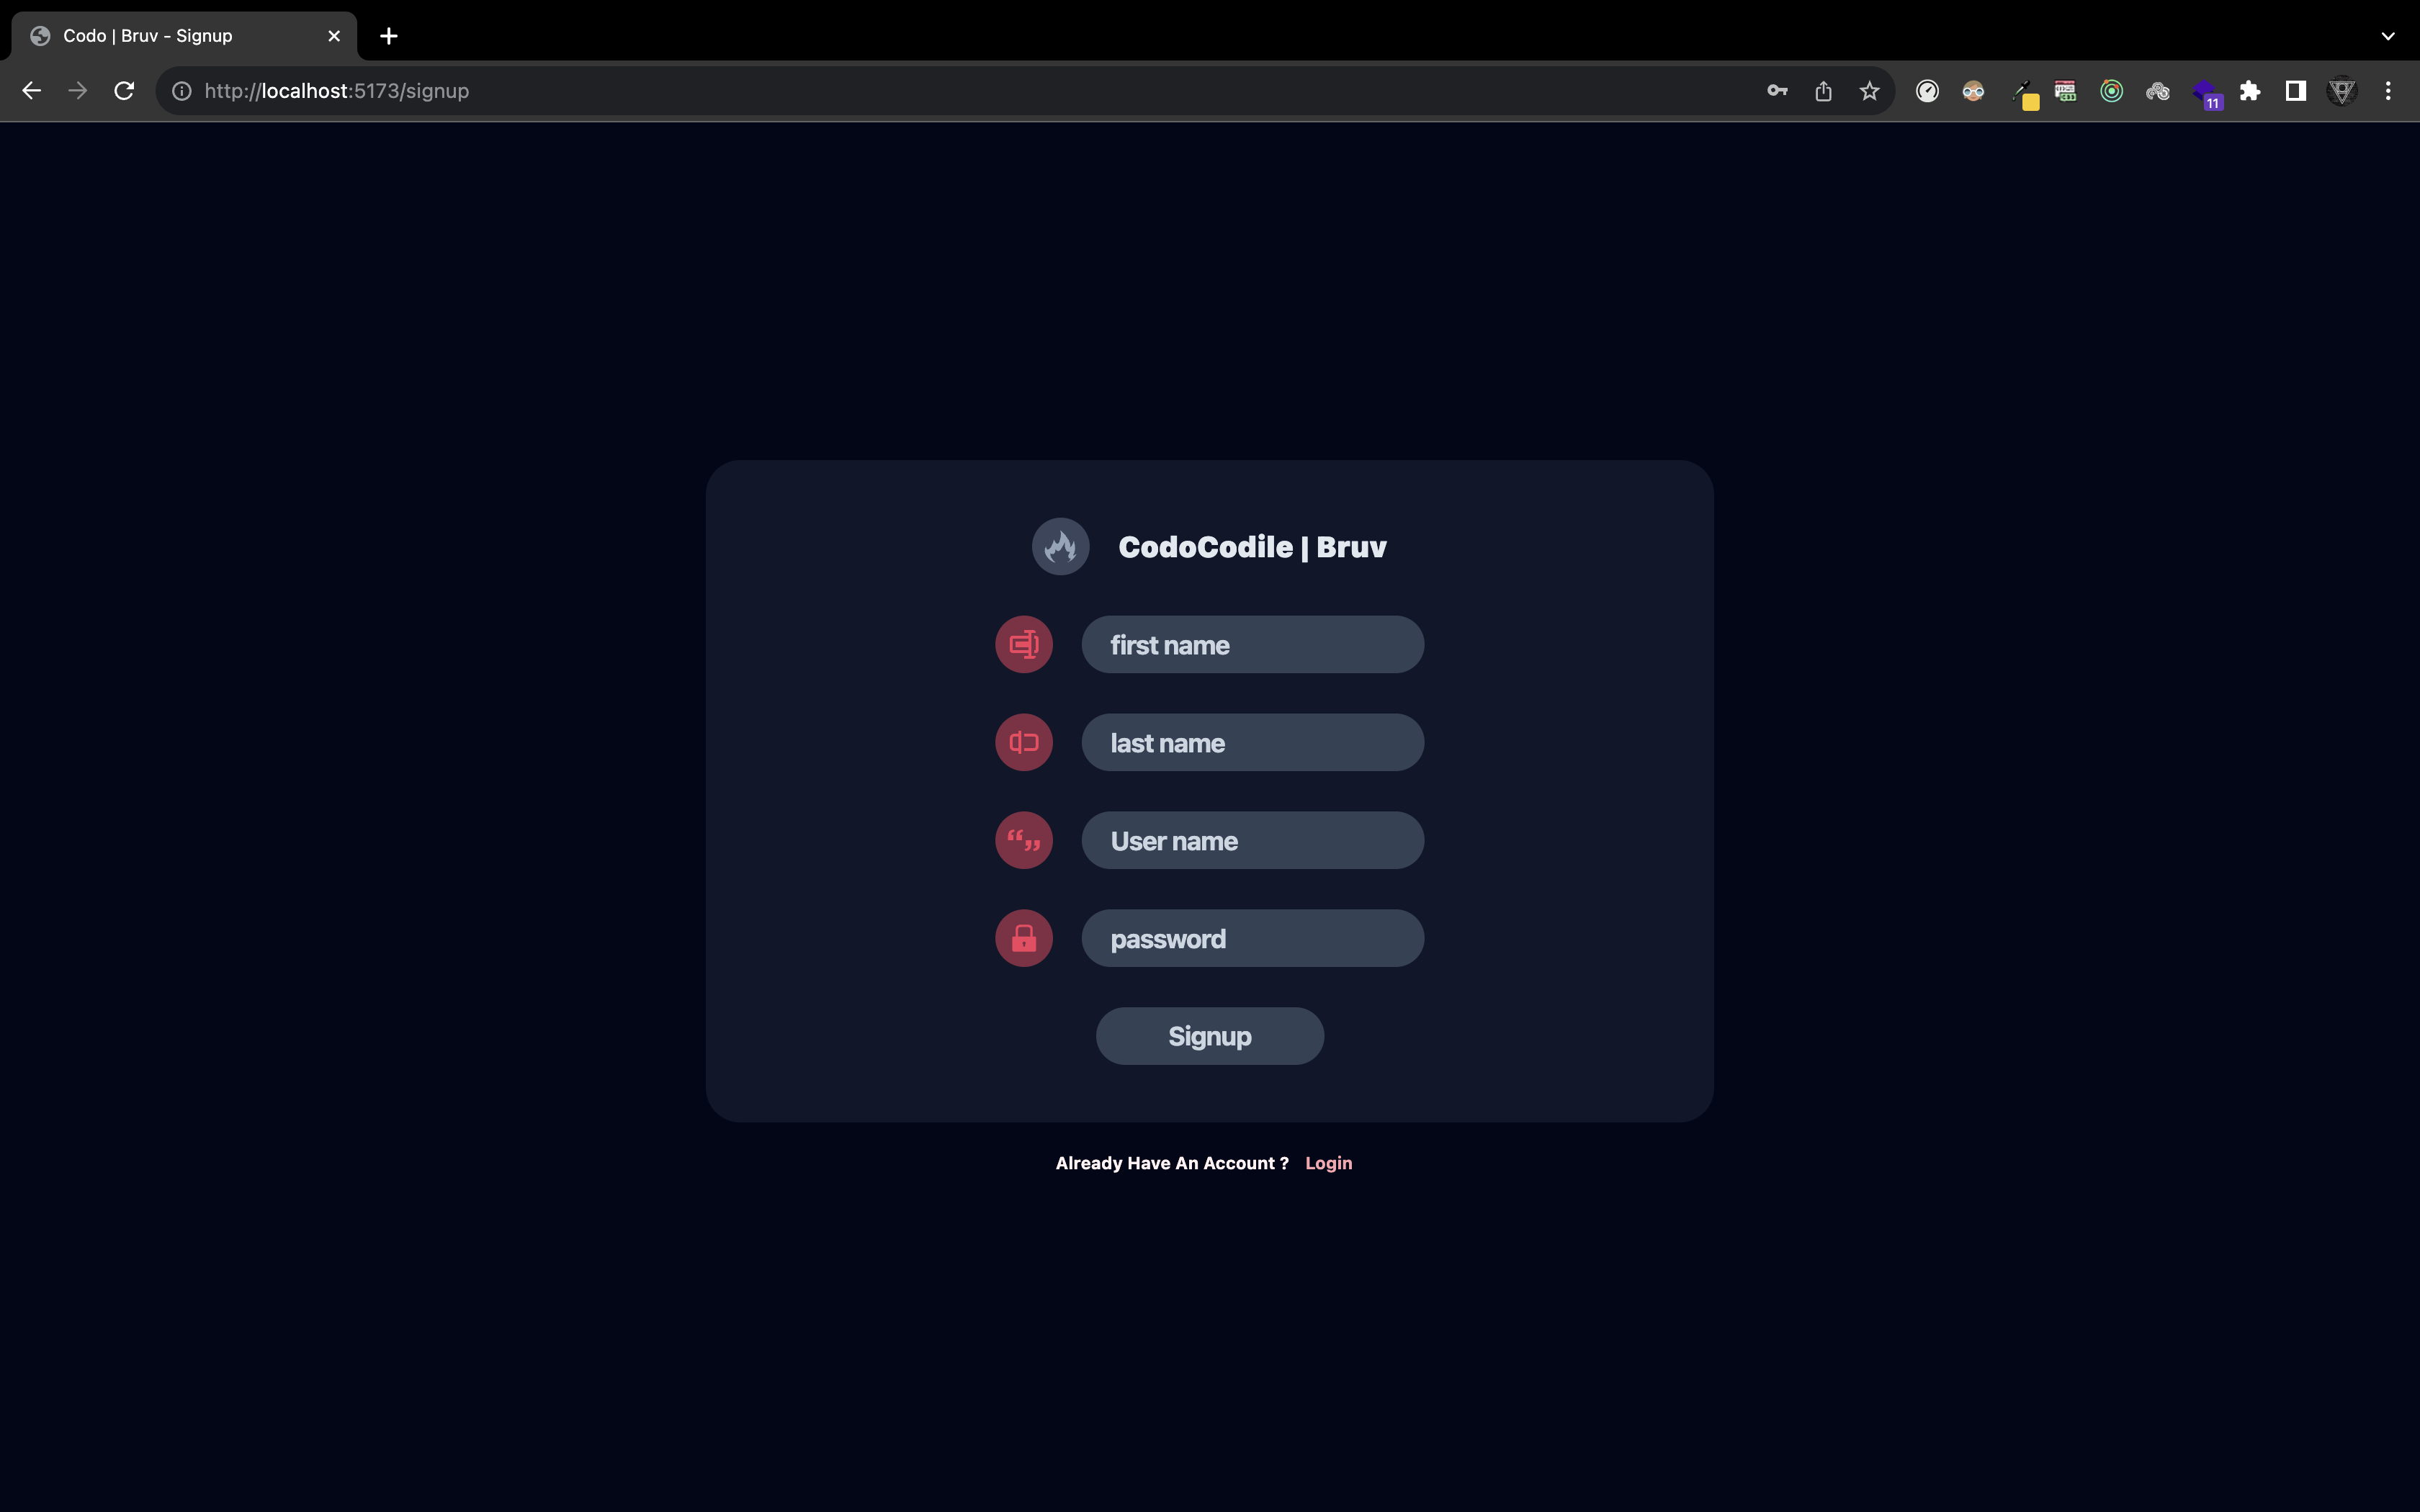 Codo | Bruv - Signup
http://localhost:5173/signup
11
CodoCodile | Bruv
first name
last name
User name
password
Signup
Already Have An Account ? Login